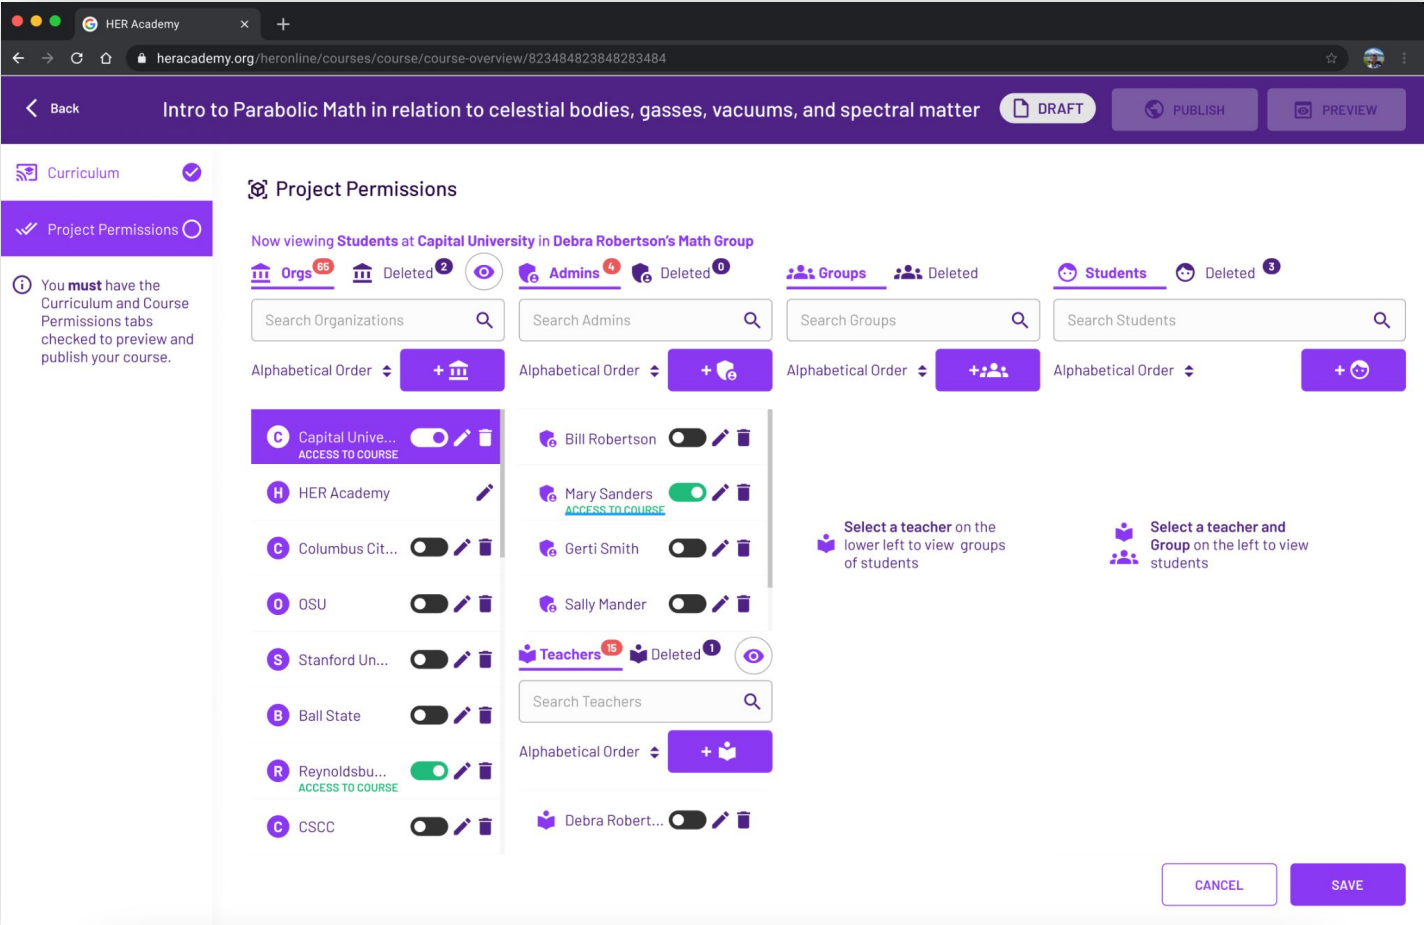 HER Academy
heracademy.org/heronline/courses/course/course-overview/823484823848283484
Back
Intro to Parabolic Math in relation to celestial bodies, gasses, vacuums, and spectral matter
DRAFT
PUBLISH
PREVIEW
Curriculum
Project Permissions
You must have the
Curriculum and Course
Permissions tabs
checked to preview and
publish your course.
Project Permissions
Now viewing Students at Capital University in Debra Robertson's Math Group
Orgs 65
Deleted 2
Search Organizations
Alphabetical Order
+
C Capital Unive...
ACCESS TO COURSE
H HER Academy
C Columbus Cit...
O OSU
S Stanford Un...
B Ball State
R Reynoldsbu...
ACCESS TO COURSE
C CSCC
Admins 4
Deleted 0
Search Admins
Alphabetical Order
+
Bill Robertson
Mary Sanders
ACCESS TO COURSE
Gerti Smith
Sally Mander
Teachers 15
Deleted 1
Search Teachers
Alphabetical Order
+
Debra Robert...
Groups
Deleted
Search Groups
Alphabetical Order
+
Select a teacher on the
lower left to view groups
of students
Students
Deleted 3
Search Students
Alphabetical Order
+
Select a teacher and
Group on the left to view
students
CANCEL
SAVE